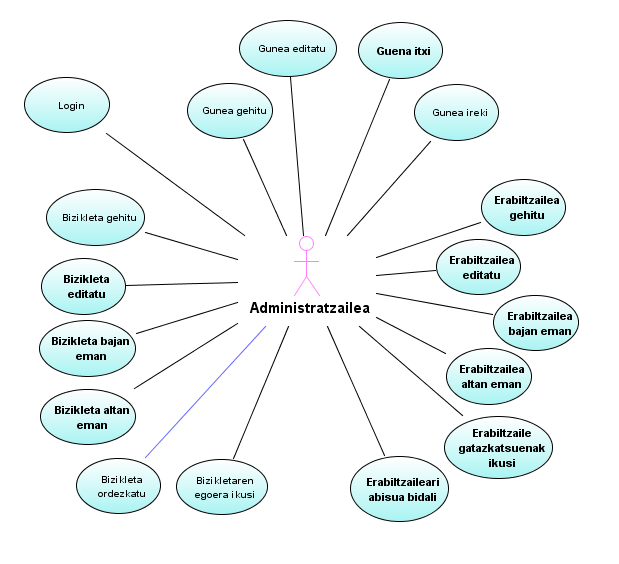 Gunea editatu
Guena itxi
Login
Gunea gehitu
Gunea ireki
Bizikleta gehitu
Erabiltzailea
gehitu
Bizikleta
editatu
Erabiltzailea
editatu
Administratzailea
Bizikleta bajan
eman
Erabiltzailea
bajan eman
Bizikleta altan
eman
Erabiltzailea
altan eman
Erabiltzaile
gatazkatsuenak
ikusi
Bizikleta
ordezkatu
Bizikletaren
egoera ikusi
Erabiltzaileari
abisua bidali